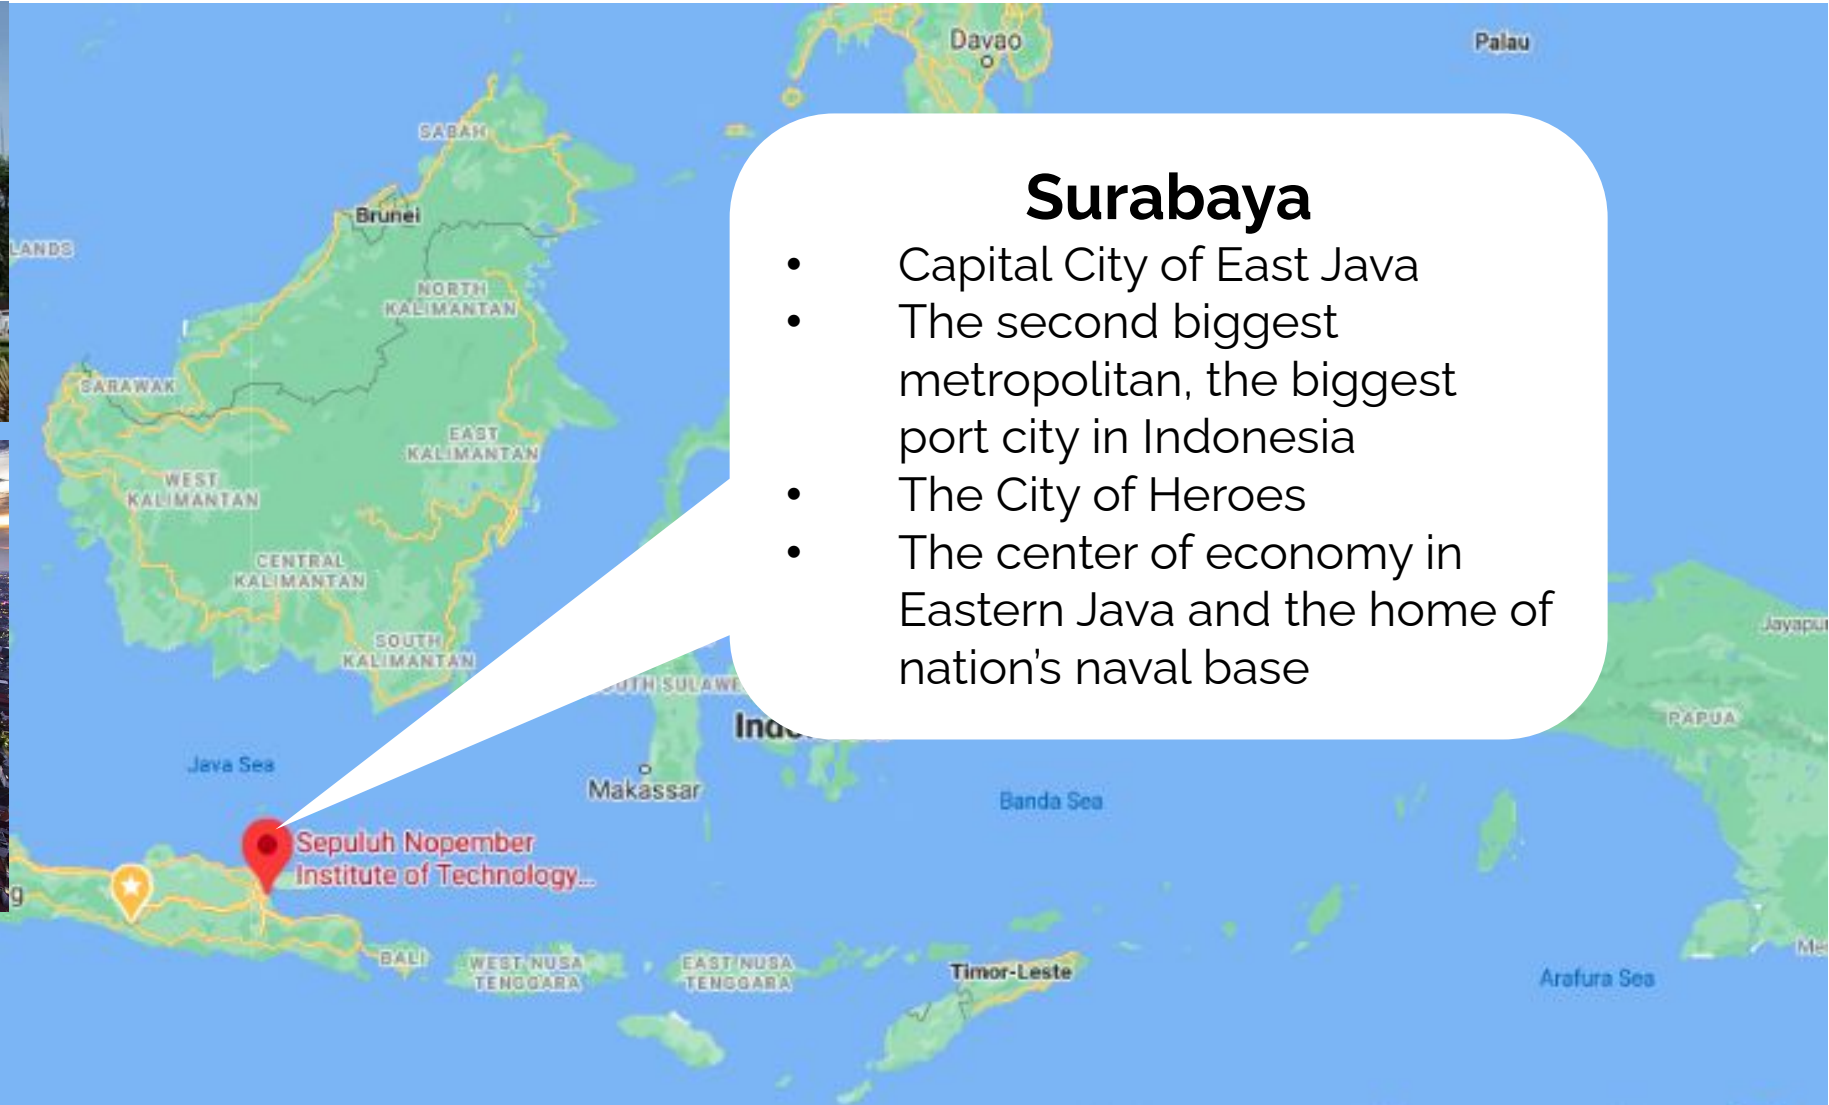 Davao
Palau
SABAH
Brunei
LANDS
NORTH
KALIMANTAN
SARAWAK
EAST
KALIMANTAN
WEST
KALIMANTAN
CENTRAL
KALIMANTAN
SOUTH
KALIMANTAN
Surabaya
• Capital City of East Java
• The second biggest
metropolitan, the biggest
port city in Indonesia
• The City of Heroes
• The center of economy in
Eastern Java and the home of
nation's naval base
PAPUA
Java Sea
Makassar
Banda Sea
Sepuluh Nopember
Institute of Technology...
g
BALI
WEST NUSA
TENGGARA
EAST NUSA
TENGGARA
Timor-Leste
Arafura Sea